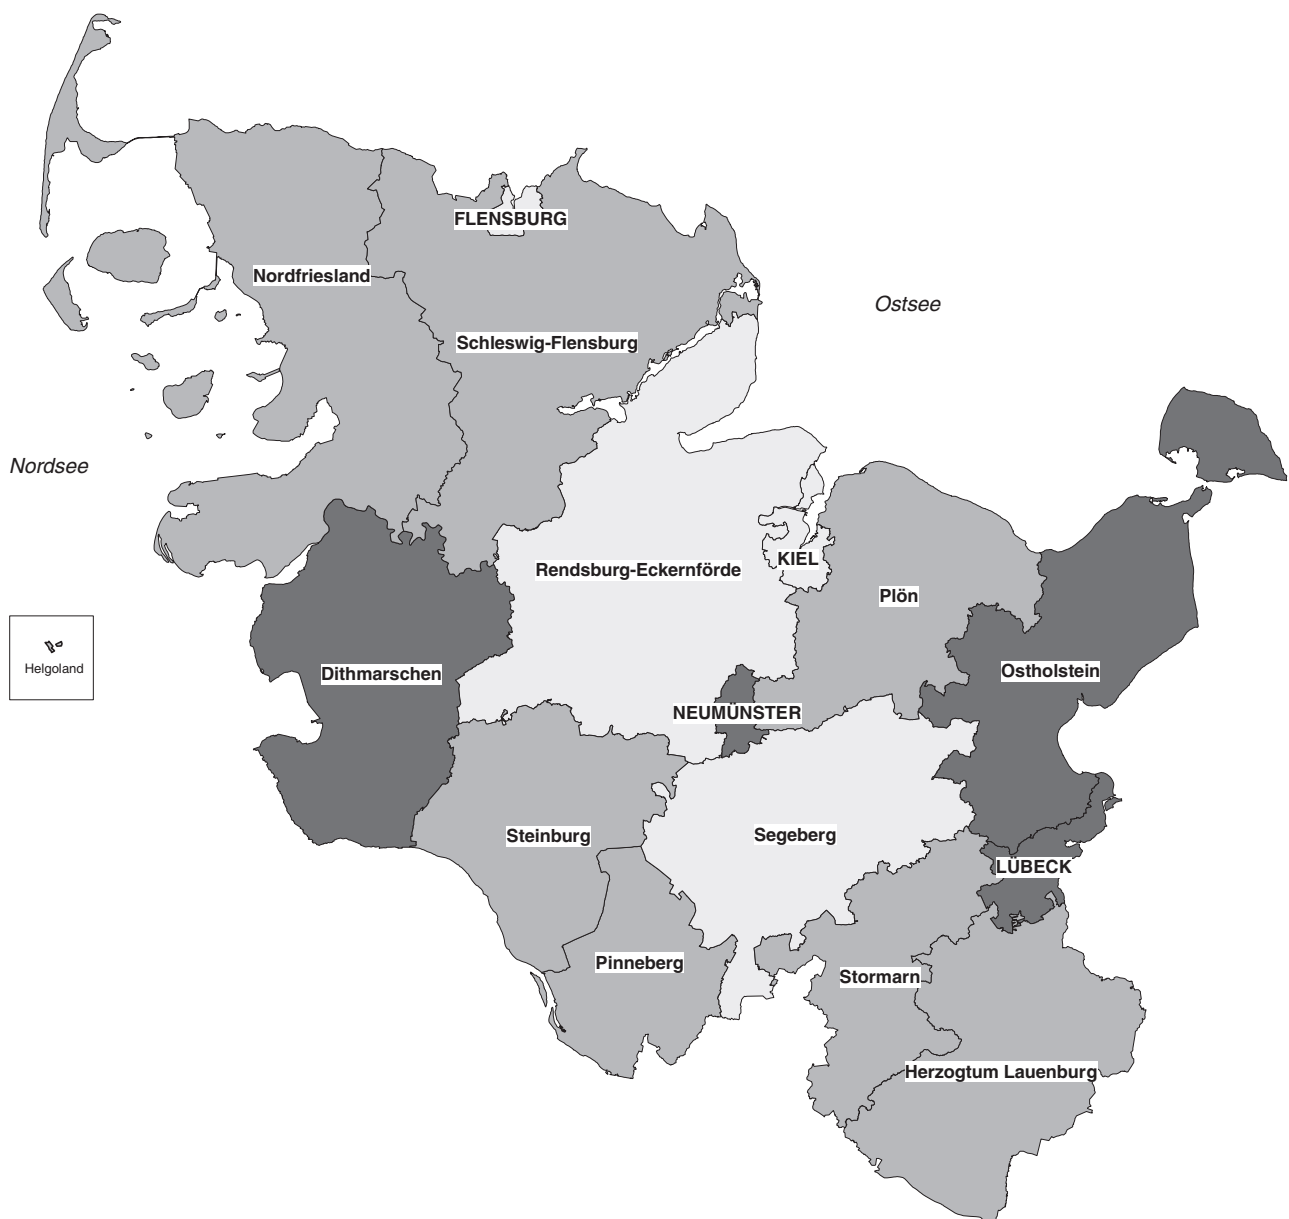 FLENSBURG
Nordfriesland
Ostsee
Schleswig-Flensburg
Nordsee
KIEL
Rendsburg-Eckernförde
Plön
Helgoland
Dithmarschen
Ostholstein
NEUMÜNSTER
Steinburg
Segeberg
LÜBECK
Pinneberg
Stormarn
Herzogtum Lauenburg